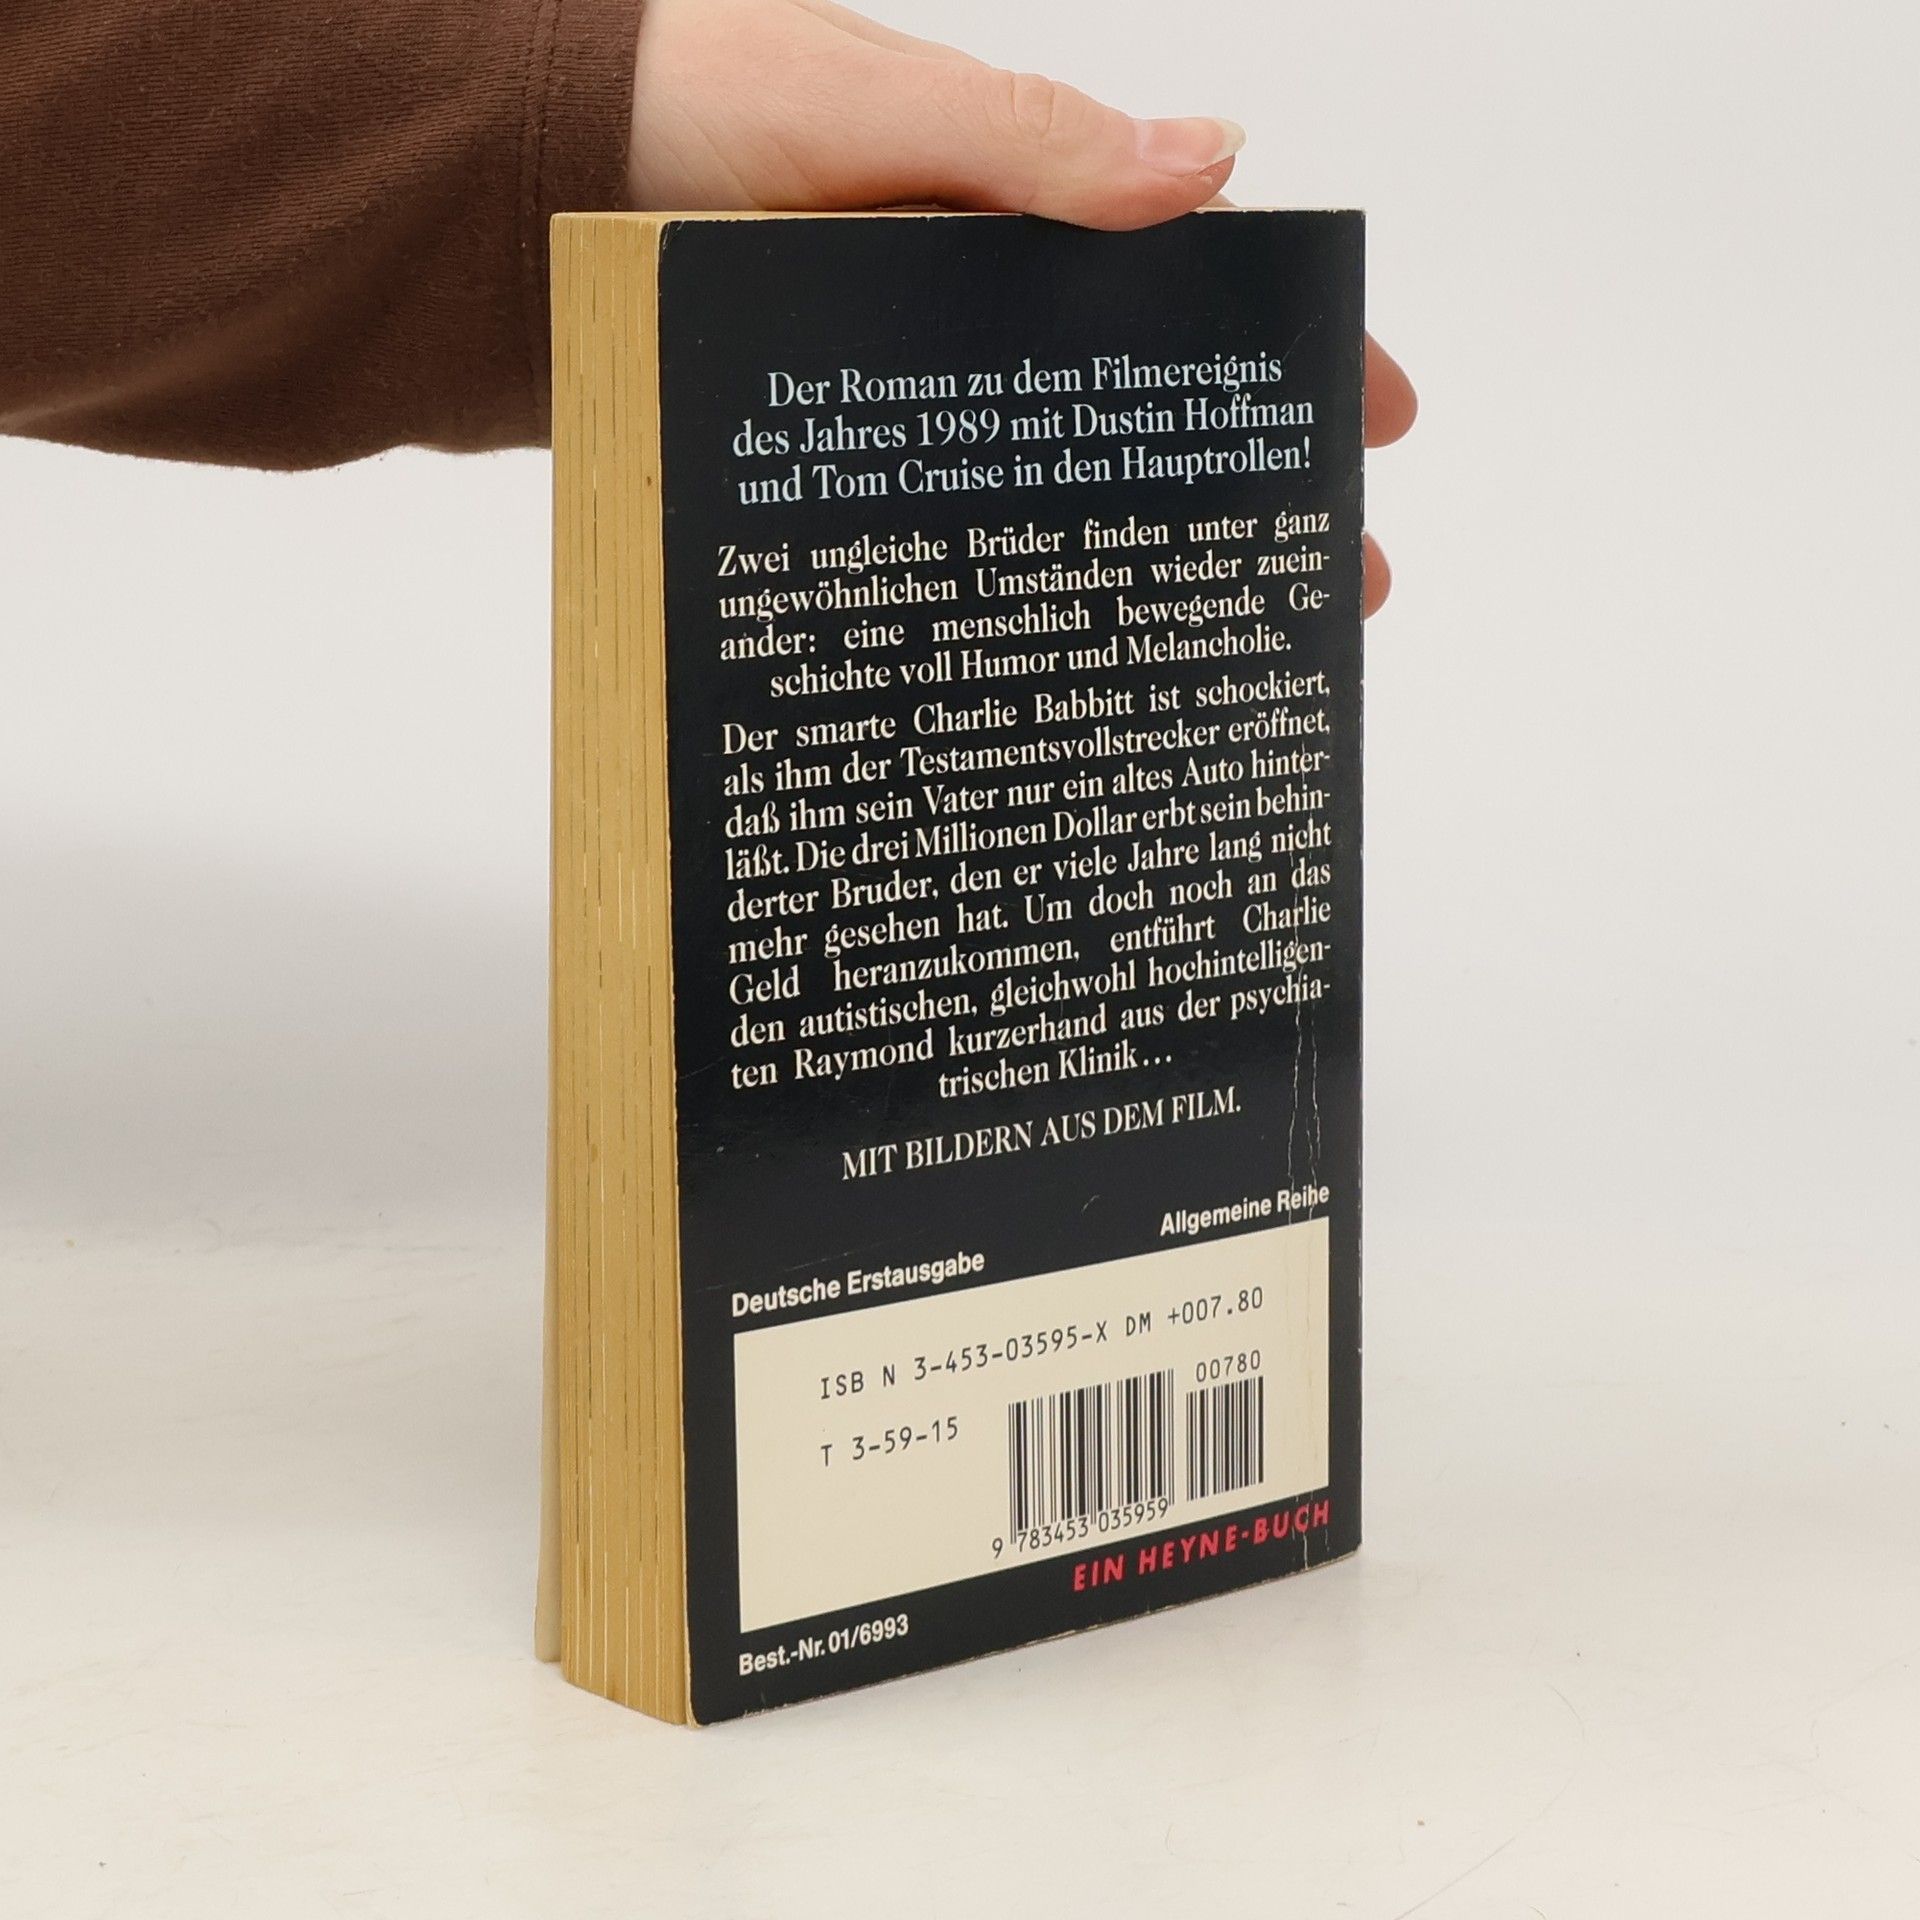 Der Roman zu dem Filmereignis
des Jahres 1989 mit Dustin Hoffman
und Tom Cruise in den Hauptrollen!
Zwei ungleiche Brüder finden unter ganz
ungewöhnlichen Umständen wieder zuein-
ander: eine menschlich bewegende Ge-
schichte voll Humor und Melancholie.
Der smarte Charlie Babbitt ist schockiert,
als ihm der Testamentsvollstrecker eröffnet,
daß ihm sein Vater nur ein altes Auto hinter-
läßt. Die drei Millionen Dollar erbt sein behin-
derter Bruder, den er viele Jahre lang nicht
mehr gesehen hat. Um doch noch an das
Geld heranzukommen, entführt Charlie
den autistischen, gleichwohl hochintelligen-
ten Raymond kurzerhand aus der psychia-
trischen Klinik...
MIT BILDERN AUS DEM FILM.
Deutsche Erstausgabe Allgemeine Reihe
ISB N 3-453-03595-X DM +007.80
T 3-59-15 00780
9 783453 035959
EIN HEYNE-BUCH
Best.-Nr. 01/6993